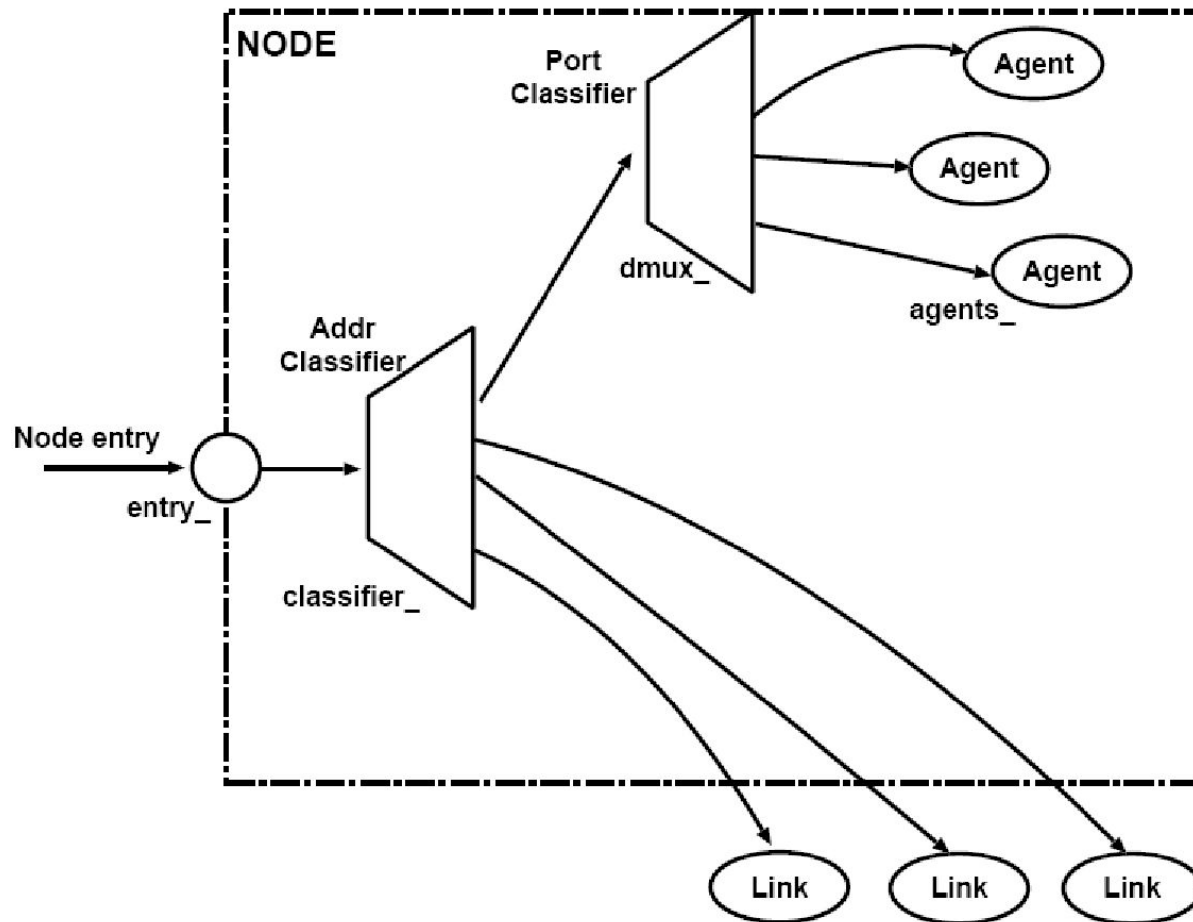 NODE
Port
Classifier
Agent
Agent
dmux_
Agent
agents_
Addr
Classifier
Node entry
entry_
classifier_
Link
Link
Link